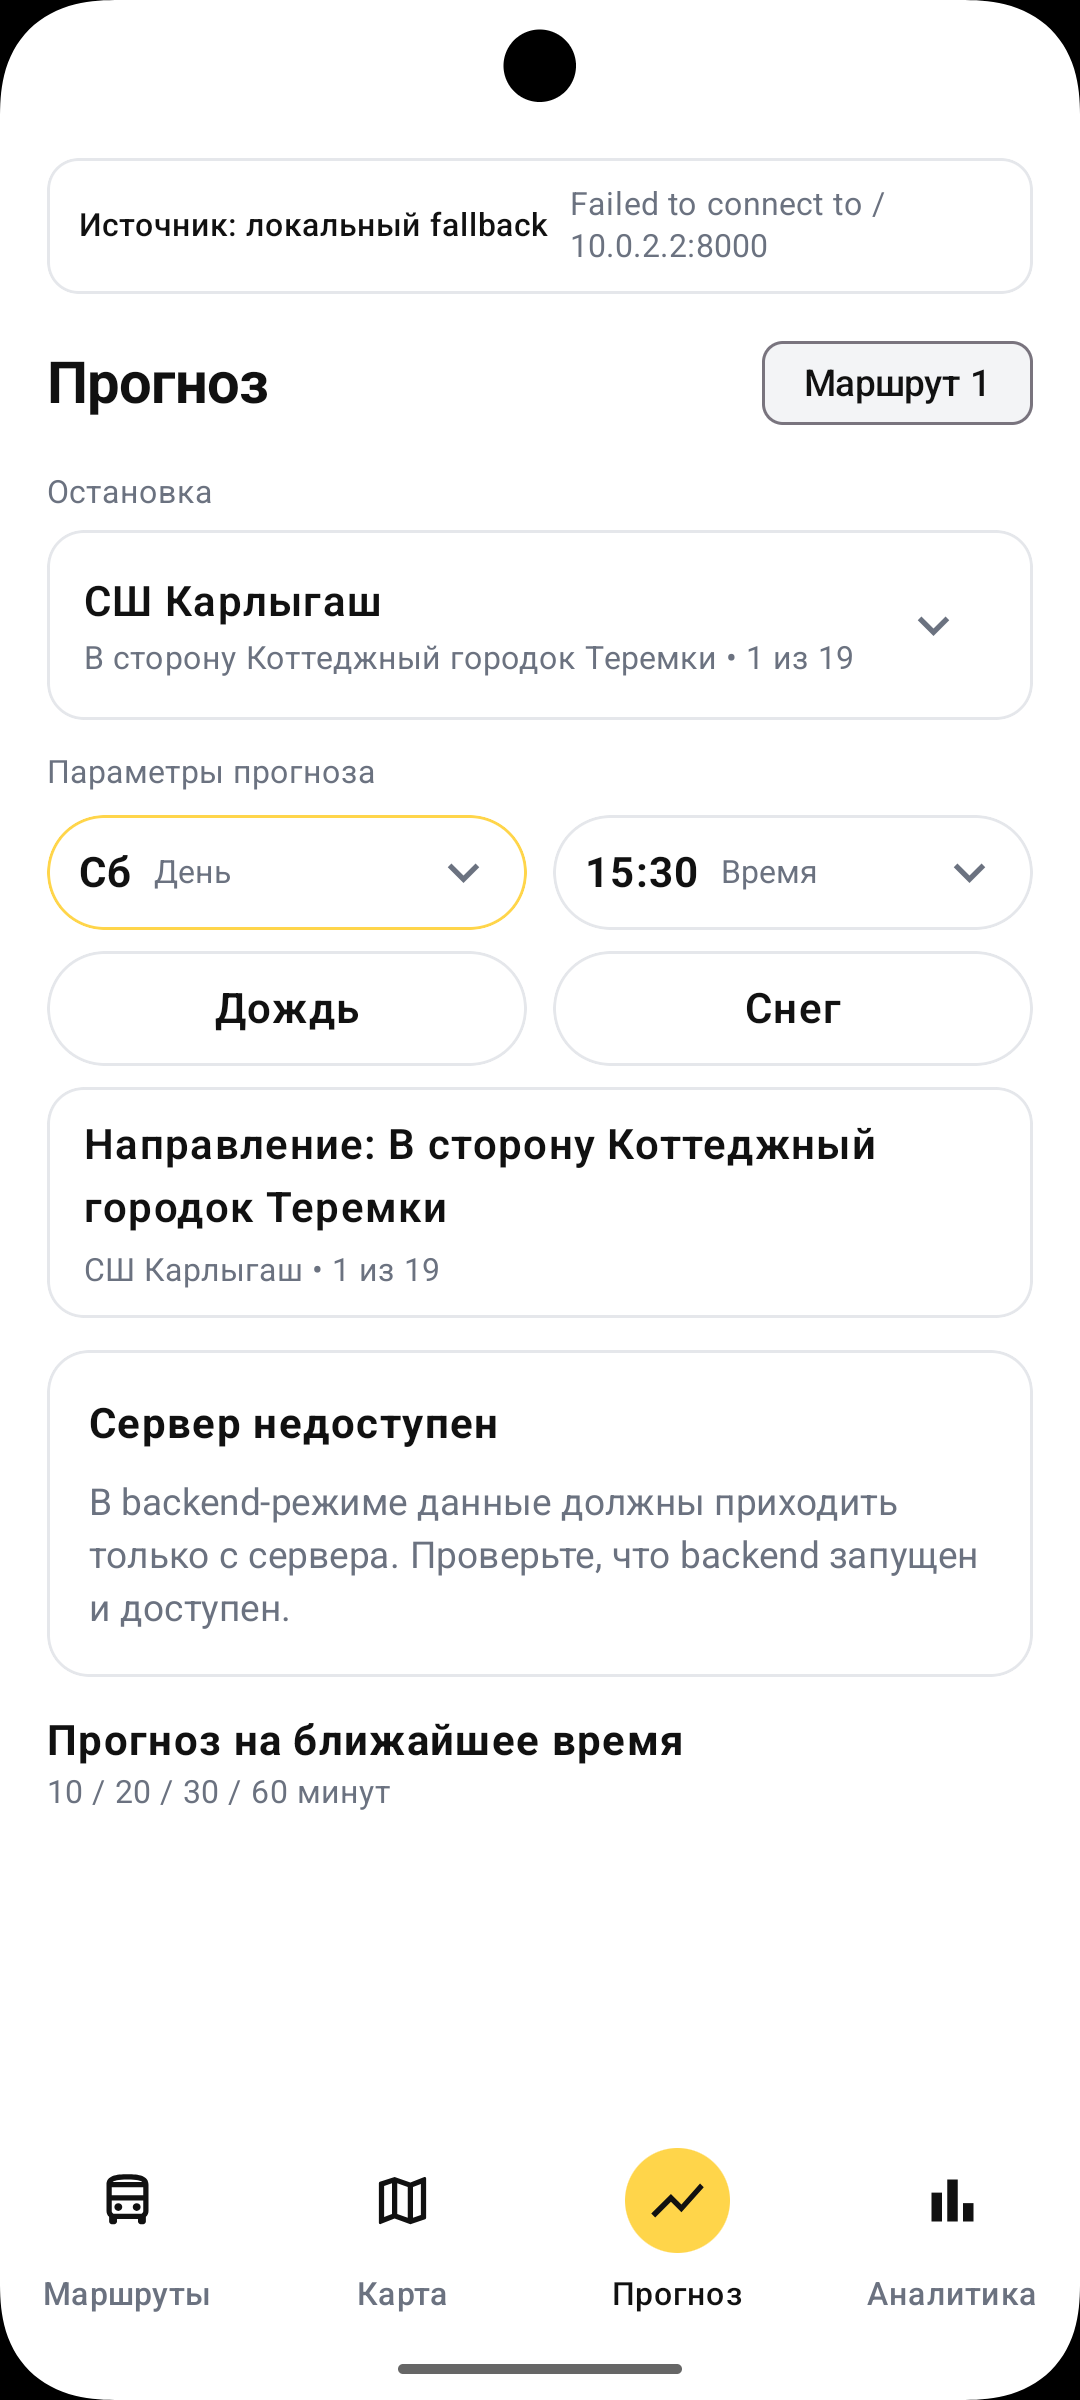 Источник: локальный fallback
Failed to connect to /
10.0.2.2:8000
Прогноз
Маршрут 1
Остановка
СШ Карлыгаш
В сторону Коттеджный городок Теремки • 1 из 19
Параметры прогноза
Сб День
15:30 Время
Дождь
Снег
Направление: В сторону Коттеджный
городок Теремки
СШ Карлыгаш • 1 из 19
Сервер недоступен
В backend-режиме данные должны приходить
только с сервера. Проверьте, что backend запущен
и доступен.
Прогноз на ближайшее время
10 / 20 / 30 / 60 минут
Маршруты
Карта
Прогноз
Аналитика